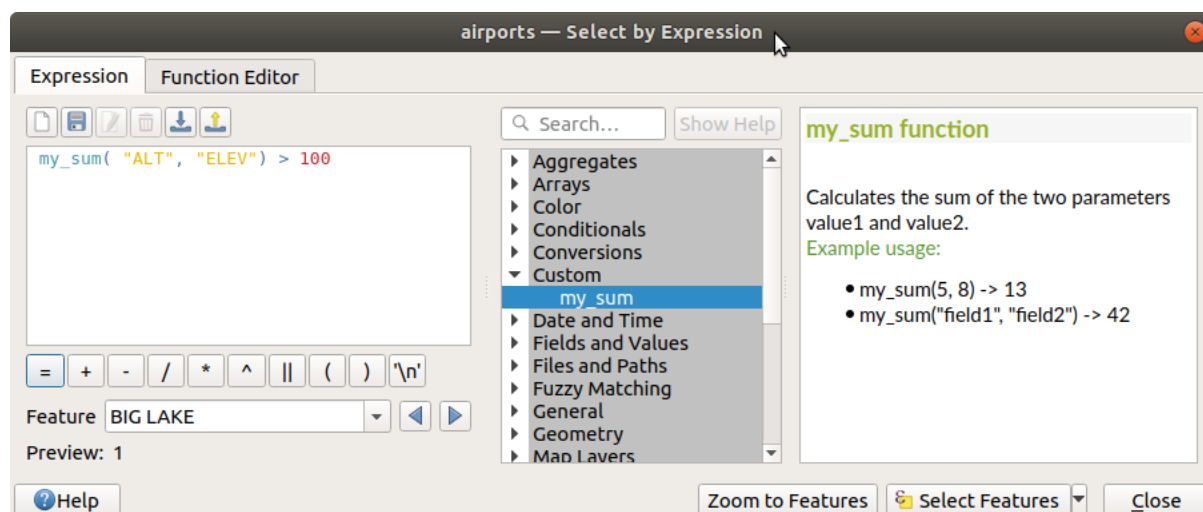 airports — Select by Expression
Expression
Function Editor
my_sum( "ALT", "ELEV") > 100
= + - / * ^ || ( ) '\n'
Feature BIG LAKE
Preview: 1
Search...
Show Help
Aggregates
Arrays
Color
Conditionals
Conversions
Custom
my_sum
Date and Time
Fields and Values
Files and Paths
Fuzzy Matching
General
Geometry
Map Layers
my_sum function
Calculates the sum of the two parameters
value1 and value2.
Example usage:
• my_sum(5, 8) -> 13
• my_sum("field1", "field2") -> 42
Help
Zoom to Features
Select Features
Close